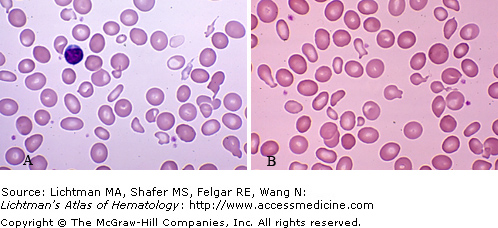 A
B
Source: Lichtman MA, Shafer MS, Felgar RE, Wang N:
Lichtman's Atlas of Hematology: http://www.accessmedicine.com
Copyright © The McGraw-Hill Companies, Inc. All rights reserved.